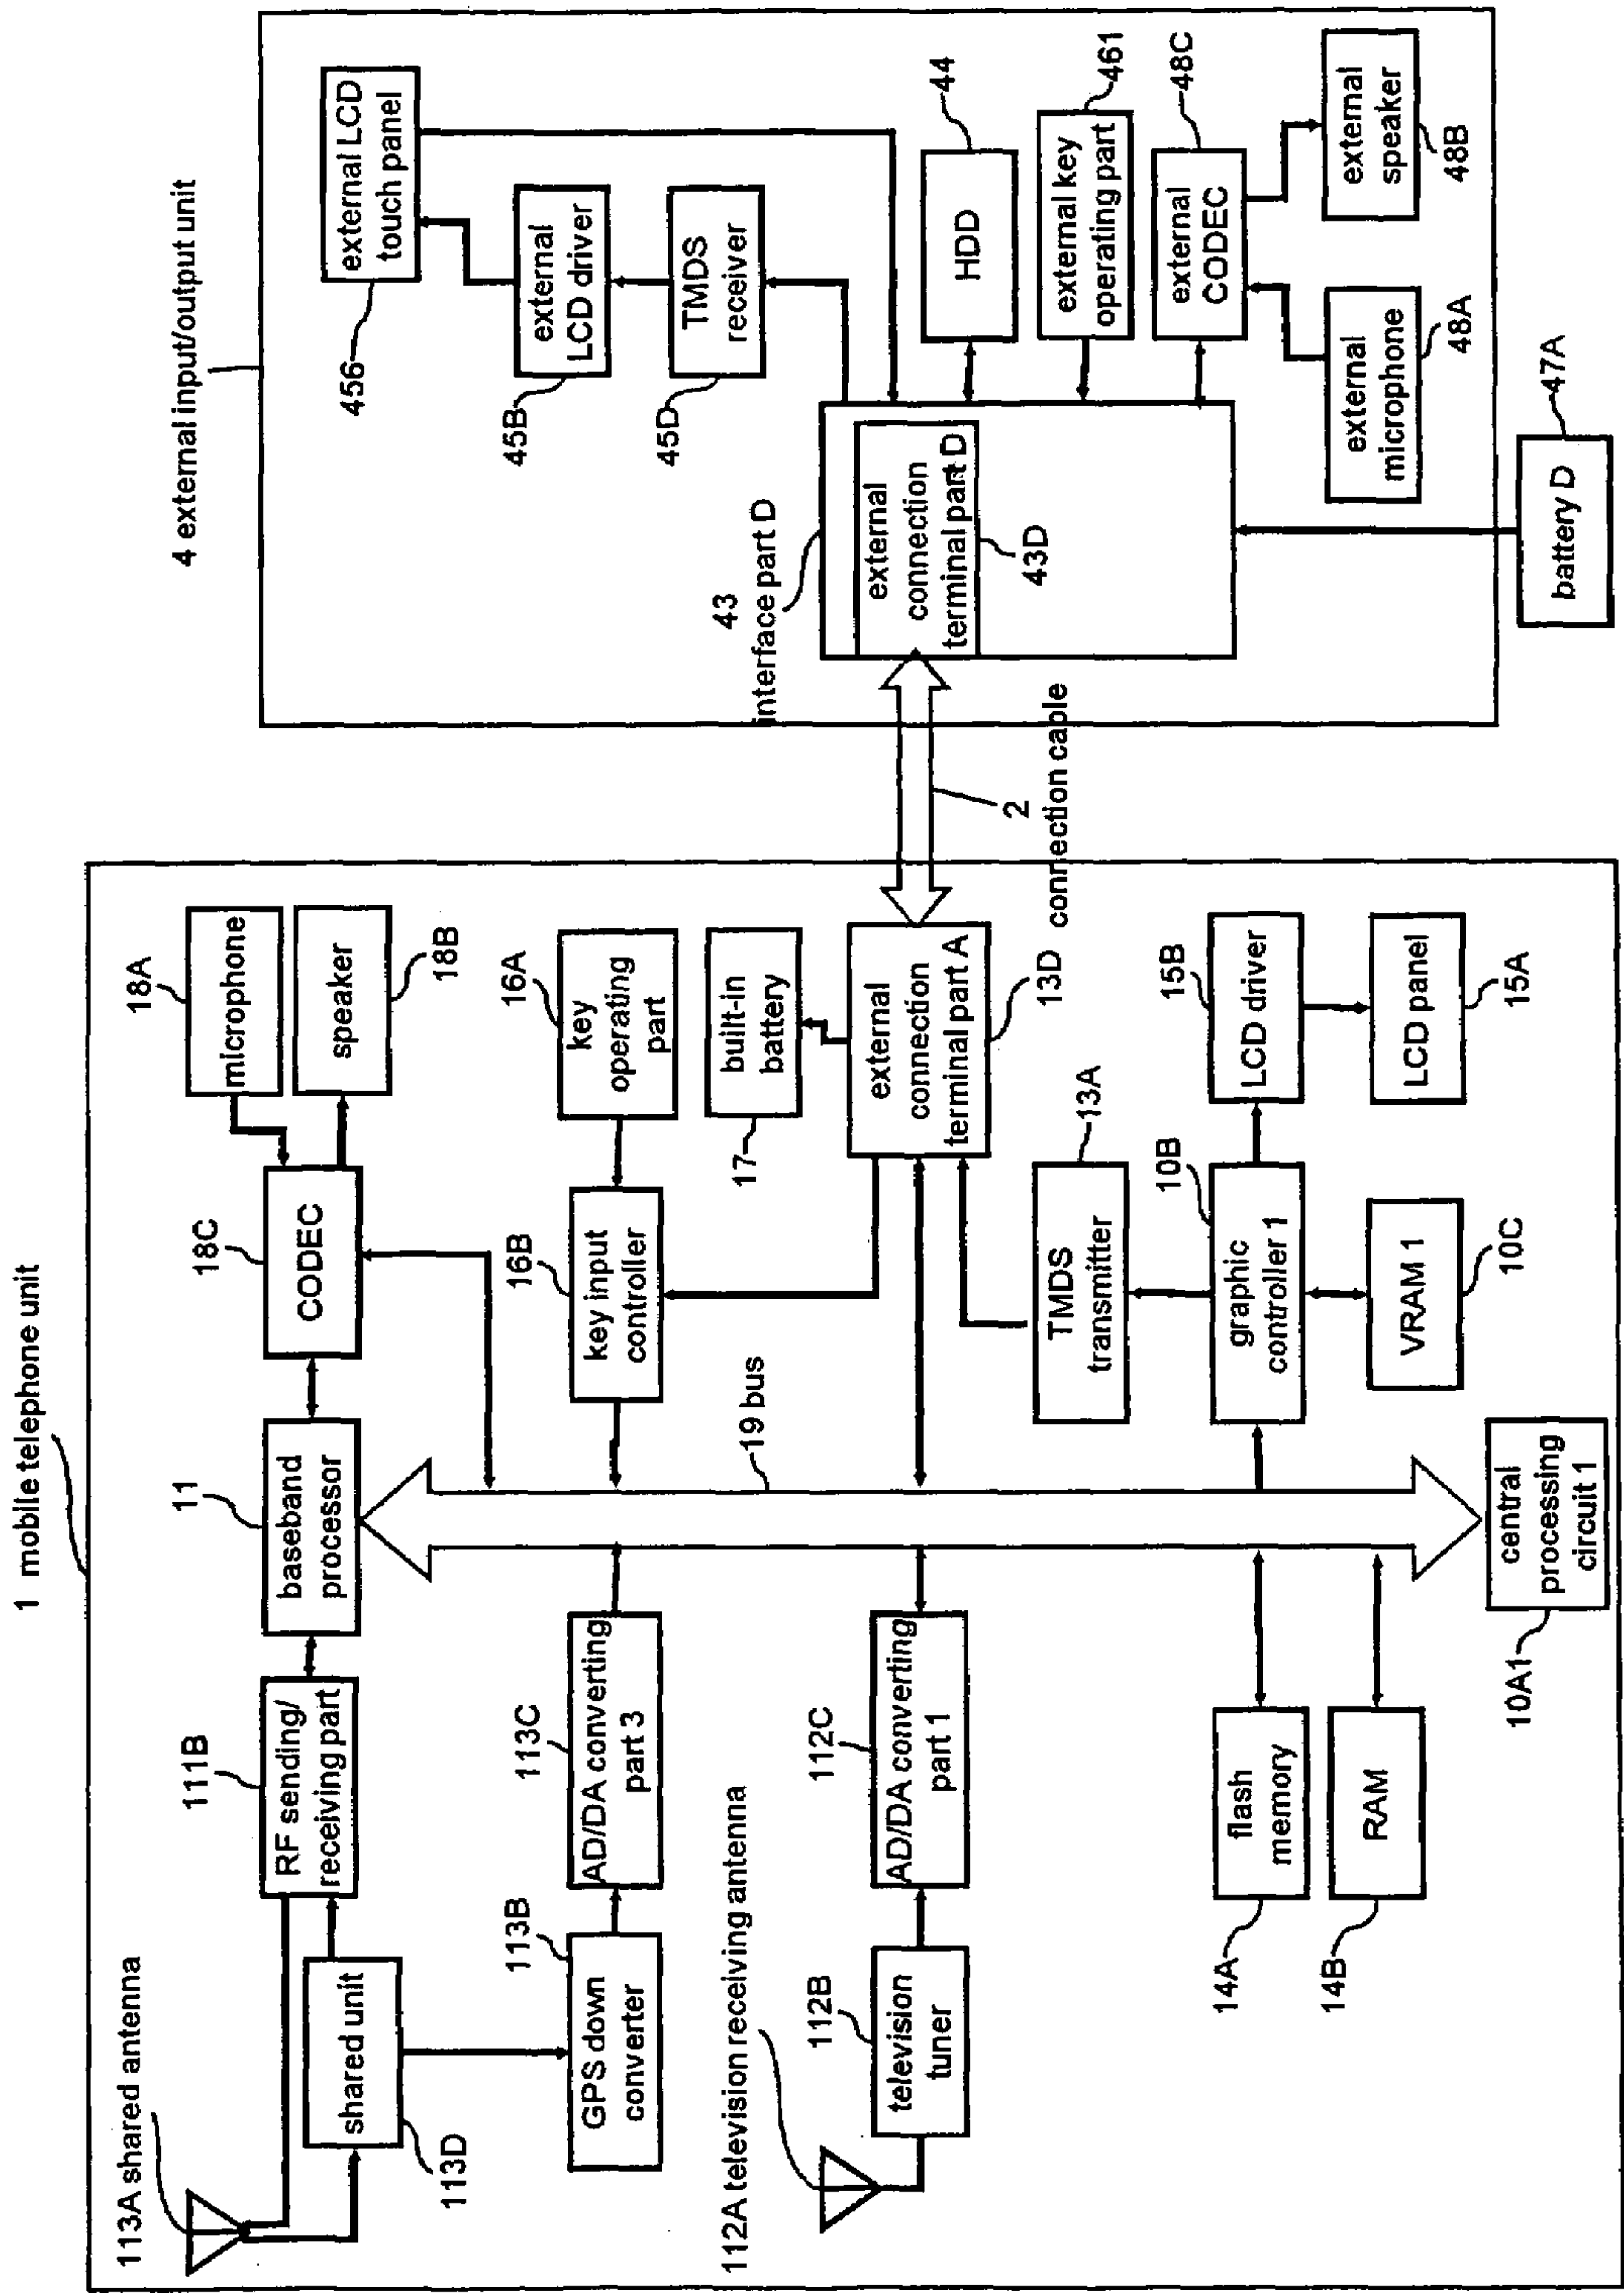 1 mobile telephone unit
113A shared antenna
111B
RF sending/
receiving part
11
baseband
processor
18C
CODEC
18A
microphone
speaker
18B
shared unit
113D
113B
GPS down
converter
113C
AD/DA converting
part 3
16B
key input
controller
16A
key
operating
part
17
built-in
battery
112A television receiving antenna
112B
television
tuner
112C
AD/DA converting
part 1
19 bus
external
connection
terminal part A
13D
TMDS
transmitter
13A
14A
flash
memory
14B
RAM
10B
graphic
controller 1
15B
LCD driver
VRAM 1
10C
LCD panel
15A
10A1
central
processing
circuit 1
2
connection cable
4 external input/output unit
456
external LCD
touch panel
45B
external
LCD driver
45D
TMDS
receiver
43
interface part D
external
connection
terminal part D
43D
44
HDD
external key
operating part
461
external
CODEC
48C
external
microphone
48A
external
speaker
48B
battery D
47A